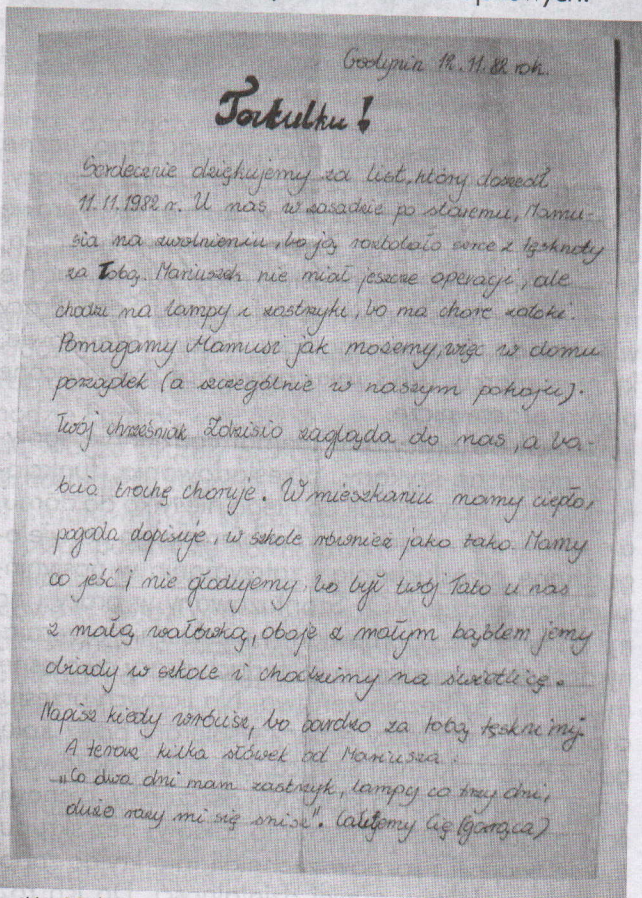 Gostynin 12.11.82 rok.
Tatulku!
Serdecznie dziękujemy za list, który doszedł
11.11.1982 r. U nas w zasadzie po staremu, Mamu-
sia na zwolnieniu, bo ją rozbolało serce z tęsknoty
za Tobą. Mariuszek nie miał jeszcze operacji, ale
chodzi na lampy i zastrzyki, bo ma chore zatoki.
Pomagamy Mamusi jak możemy, więc w domu
porządek (a szczególnie w naszym pokoju).
Twój chrześniak Zdzisio zagląda do nas, a ba-
bcia trochę choruje. W mieszkaniu mamy ciepło,
pogoda dopisuje, w szkole również jako tako. Mamy
co jeść i nie głodujemy, bo był twój Tato u nas
z małą wałówką, oboje z małym bąblem jemy
obiady w szkole i chodzimy na świetlicę.
Napisz kiedy wrócisz, bo bardzo za tobą tęsknimy.
A teraz kilka słówek od Mariusza.
"Co dwa dni mam zastrzyk, lampy co trzy dni,
dużo razy mi się śnisz". Całujemy Cię (gorąco)